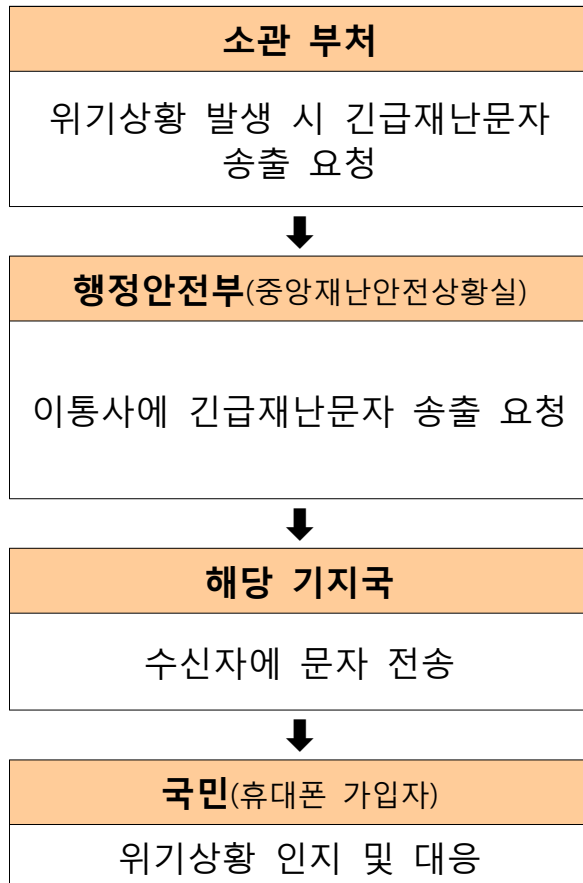 소관 부처
위기상황 발생 시 긴급재난문자
송출 요청
행정안전부(중앙재난안전상황실)
이통사에 긴급재난문자 송출 요청
해당 기지국
수신자에 문자 전송
국민(휴대폰 가입자)
위기상황 인지 및 대응